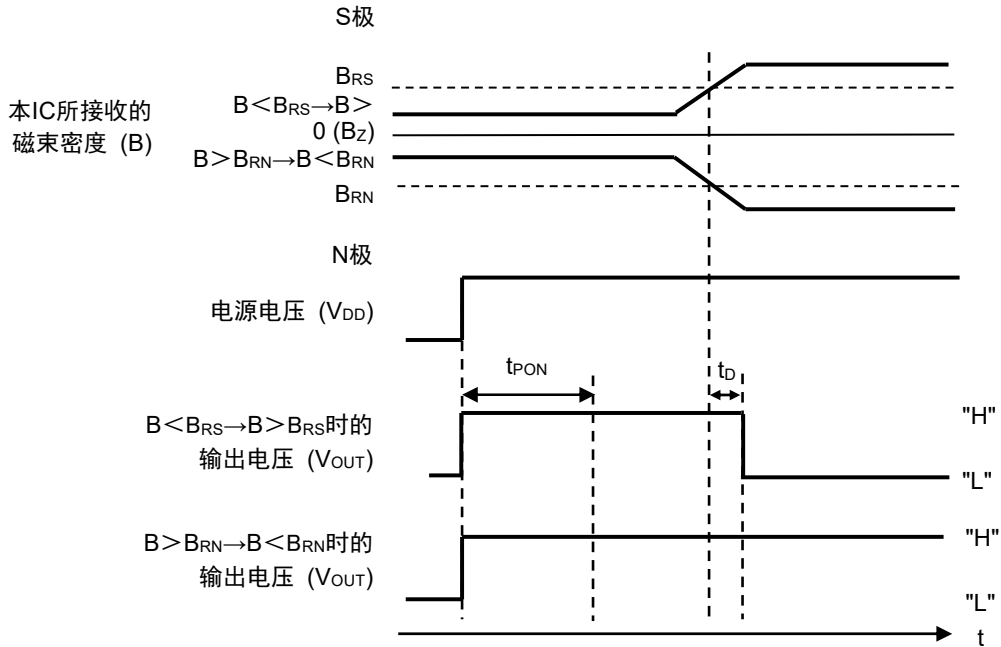 S极
BRS
本IC所接收的
磁束密度 (B)
B＜BRS→B＞
0 (BZ)
B＞BRN→B＜BRN
BRN
N极
电源电压 (VDD)
tPON
tD
B＜BRS→B＞BRS时的
输出电压 (VOUT)
"H"
"L"
B＞BRN→B＜BRN时的
输出电压 (VOUT)
"H"
"L"
t